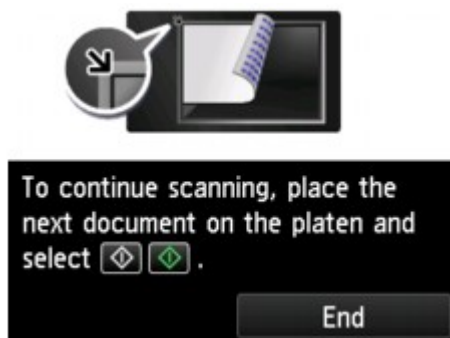 To continue scanning, place the
next document on the platen and
select .
End